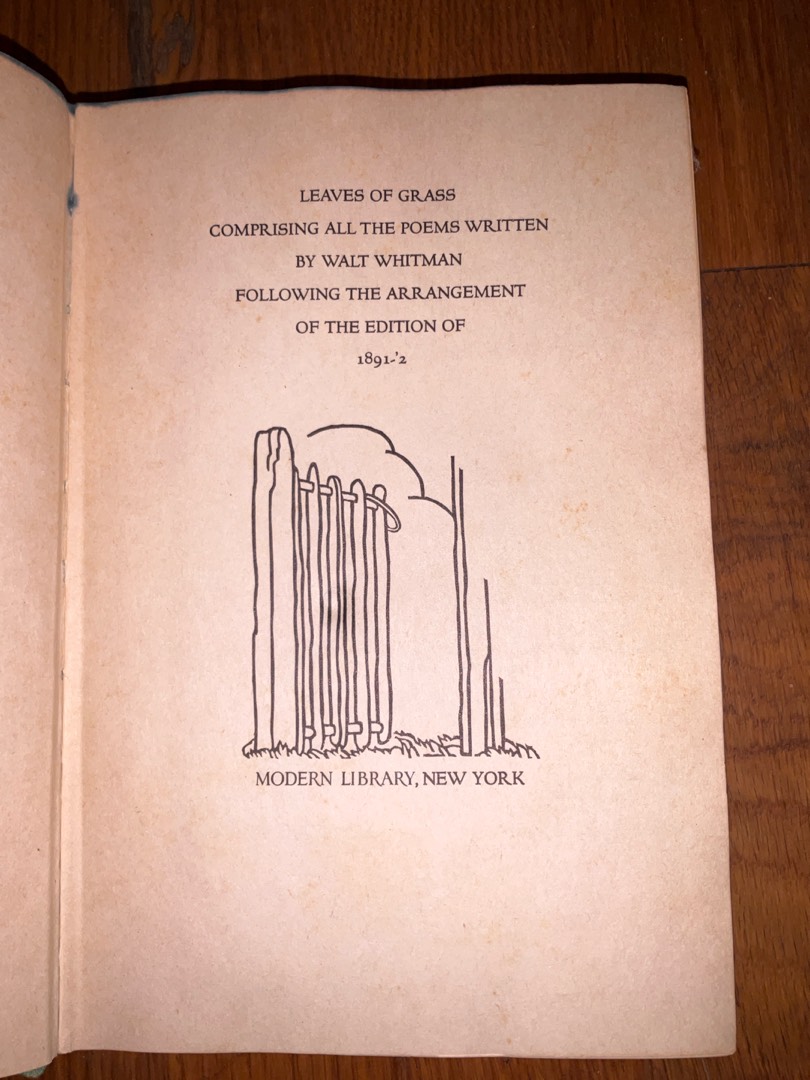 LEAVES OF GRASS
COMPRISING ALL THE POEMS WRITTEN
BY WALT WHITMAN
FOLLOWING THE ARRANGEMENT
OF THE EDITION OF
1891-'2
MODERN LIBRARY, NEW YORK